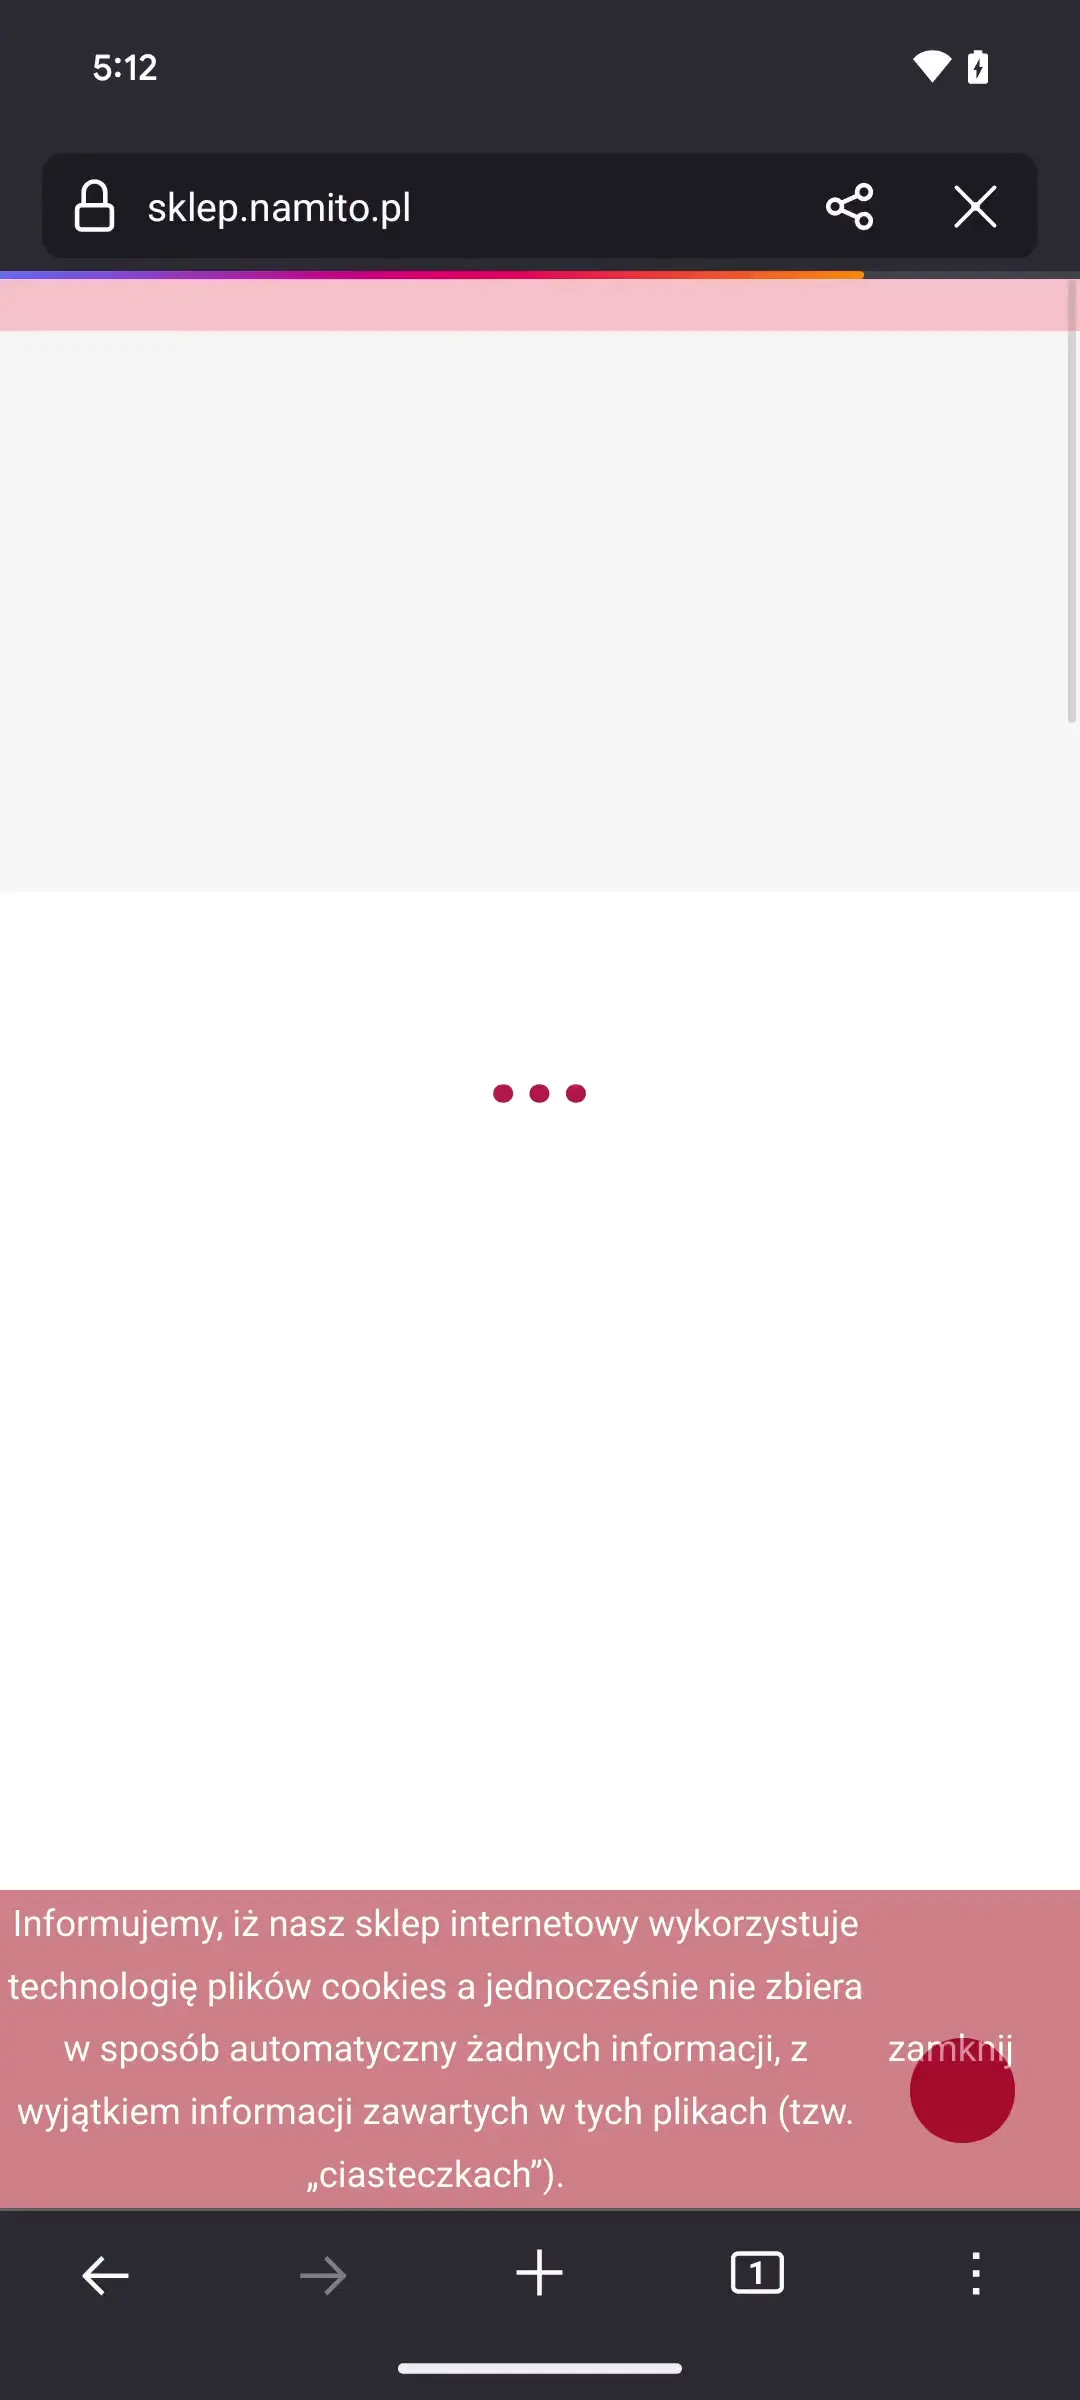 5:12
sklep.namito.pl
Informujemy, iż nasz sklep internetowy wykorzystuje
technologię plików cookies a jednocześnie nie zbiera
w sposób automatyczny żadnych informacji, z
wyjątkiem informacji zawartych w tych plikach (tzw.
„ciasteczkach”).
zamknij
1